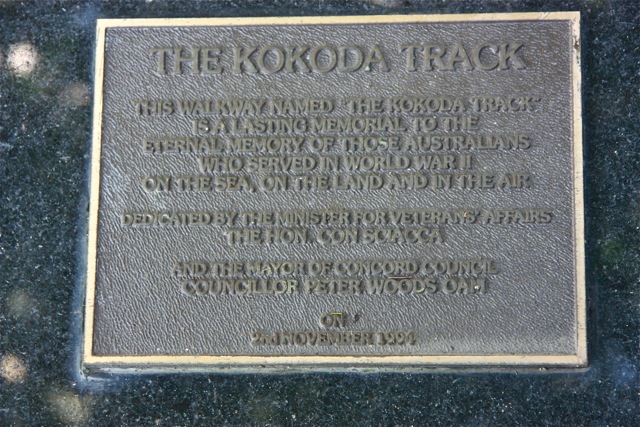 THE KOKODA TRACK
THIS WALKWAY NAMED "THE KOKODA TRACK"
IS A LASTING MEMORIAL TO THE
ETERNAL MEMORY OF THOSE AUSTRALIANS
WHO SERVED IN WORLD WAR II
ON THE SEA, ON THE LAND AND IN THE AIR
DEDICATED BY THE MINISTER FOR VETERANS' AFFAIRS
THE HON. CON SCIACCA
AND THE MAYOR OF CONCORD COUNCIL
COUNCILLOR PETER WOODS OAM
ON
2nd NOVEMBER 1994